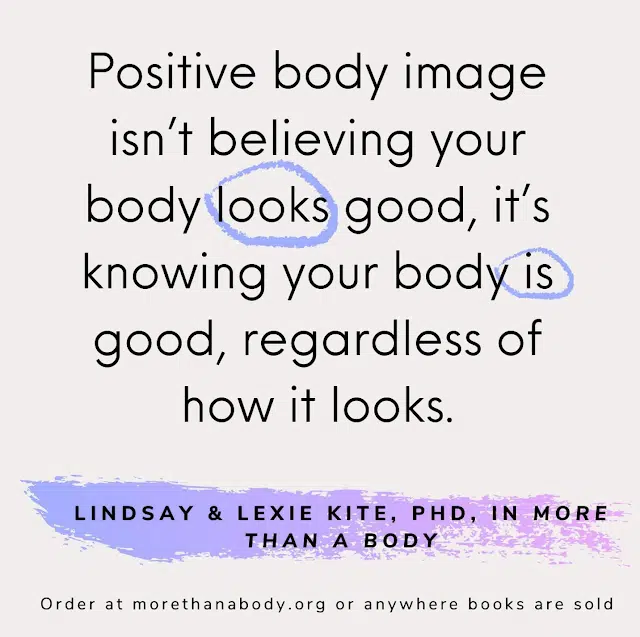 Positive body image
isn't believing your
body looks good, it's
knowing your body is
good, regardless of
how it looks.
LINDSAY & LEXIE KITE, PHD, IN MORE
THAN A BODY
Order at morethanabody.org or anywhere books are sold